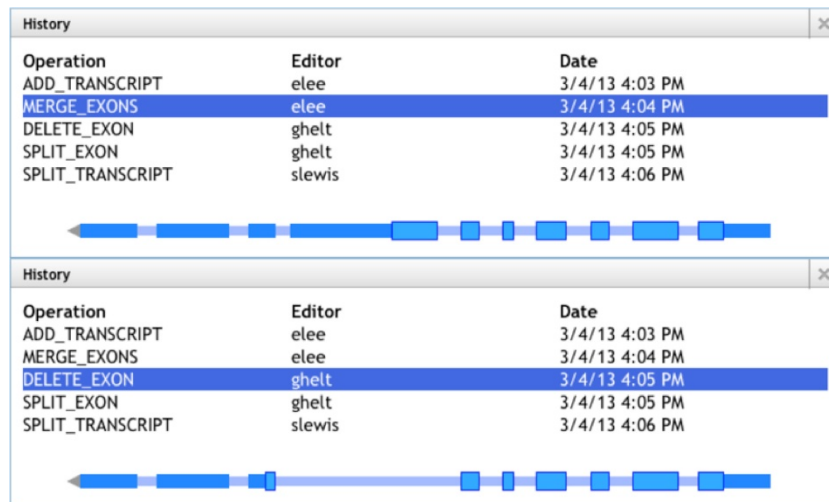 History
Operation Editor Date
ADD_TRANSCRIPT elee 3/4/13 4:03 PM
MERGE_EXONS elee 3/4/13 4:04 PM
DELETE_EXON ghelt 3/4/13 4:05 PM
SPLIT_EXON ghelt 3/4/13 4:05 PM
SPLIT_TRANSCRIPT slewis 3/4/13 4:06 PM
History
Operation Editor Date
ADD_TRANSCRIPT elee 3/4/13 4:03 PM
MERGE_EXONS elee 3/4/13 4:04 PM
DELETE_EXON ghelt 3/4/13 4:05 PM
SPLIT_EXON ghelt 3/4/13 4:05 PM
SPLIT_TRANSCRIPT slewis 3/4/13 4:06 PM